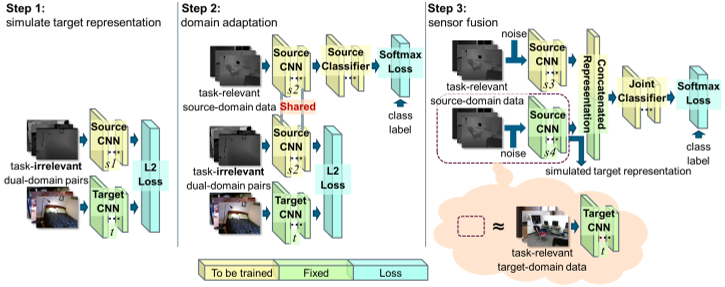 Step 1:
simulate target representation
Source
CNN
s1
task-irrelevant
dual-domain pairs
Target
CNN
t
L2
Loss
Step 2:
domain adaptation
Source
CNN
s2
task-relevant
source-domain data
Source
Classifier
Softmax
Loss
class
label
Shared
Source
CNN
s2
task-irrelevant
dual-domain pairs
Target
CNN
t
L2
Loss
Step 3:
sensor fusion
noise
Source
CNN
s3
task-relevant
source-domain data
Source
CNN
s4
noise
Concatenated
Representation
Joint
Classifier
Softmax
Loss
class
label
simulated target representation
≈
Target
CNN
t
task-relevant
target-domain data
To be trained
Fixed
Loss